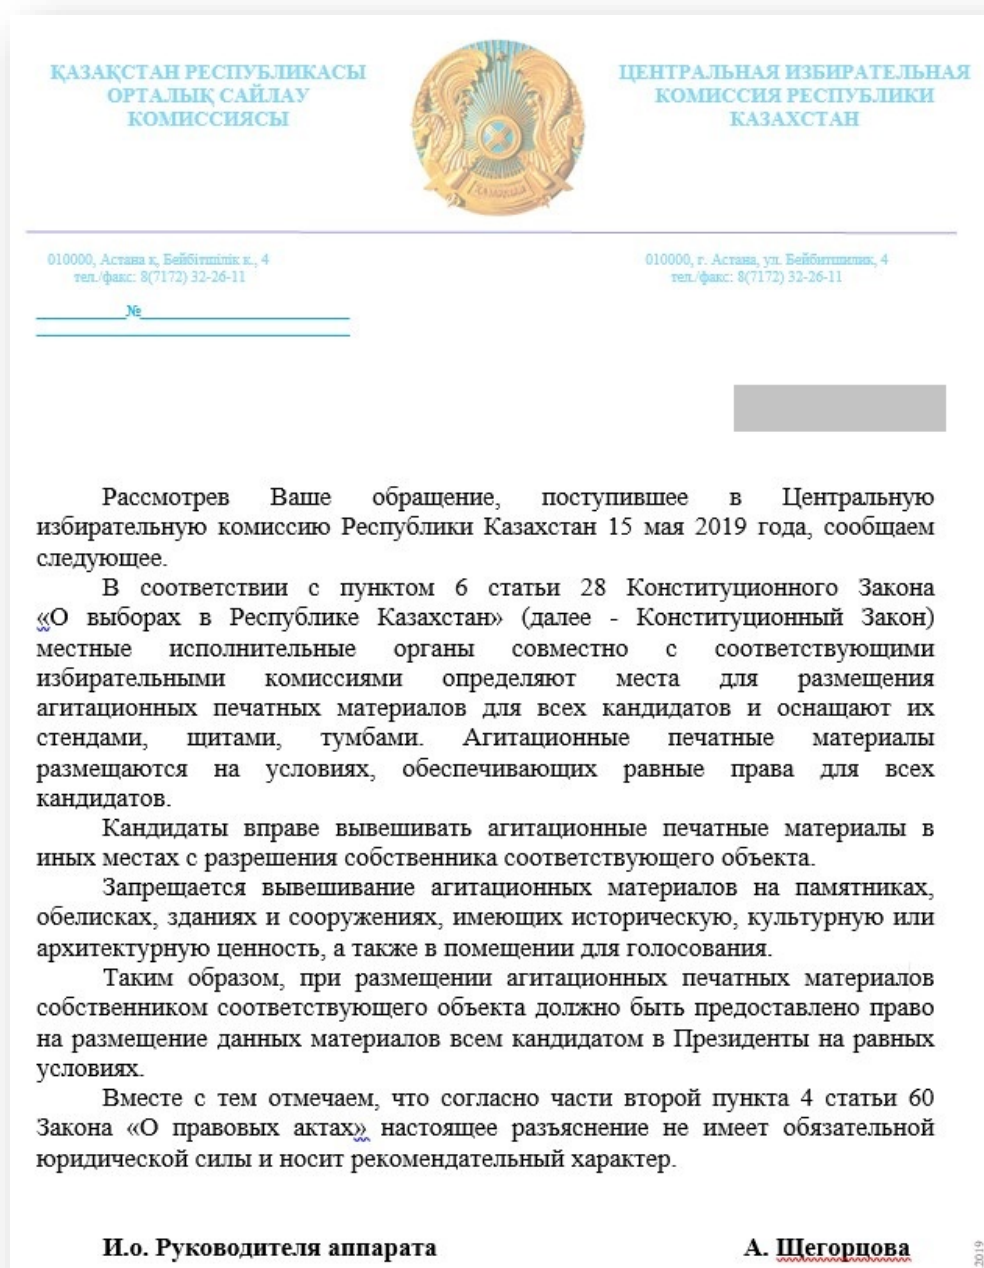 ҚАЗАҚСТАН РЕСПУБЛИКАСЫ
ОРТАЛЫҚ САЙЛАУ
КОМИССИЯСЫ
ЦЕНТРАЛЬНАЯ ИЗБИРАТЕЛЬНАЯ
КОМИССИЯ РЕСПУБЛИКИ
КАЗАХСТАН
010000, Астана қ, Бейбітшілік к., 4
тел./факс: 8(7172) 32-26-11
010000, г. Астана, ул. Бейбитшилик, 4
тел./факс: 8(7172) 32-26-11
№
Рассмотрев Ваше обращение, поступившее в Центральную
избирательную комиссию Республики Казахстан 15 мая 2019 года, сообщаем
следующее.
В соответствии с пунктом 6 статьи 28 Конституционного Закона
«О выборах в Республике Казахстан» (далее - Конституционный Закон)
местные исполнительные органы совместно с соответствующими
избирательными комиссиями определяют места для размещения
агитационных печатных материалов для всех кандидатов и оснащают их
стендами, щитами, тумбами. Агитационные печатные материалы
размещаются на условиях, обеспечивающих равные права для всех
кандидатов.
Кандидаты вправе вывешивать агитационные печатные материалы в
иных местах с разрешения собственника соответствующего объекта.
Запрещается вывешивание агитационных материалов на памятниках,
обелисках, зданиях и сооружениях, имеющих историческую, культурную или
архитектурную ценность, а также в помещении для голосования.
Таким образом, при размещении агитационных печатных материалов
собственником соответствующего объекта должно быть предоставлено право
на размещение данных материалов всем кандидатом в Президенты на равных
условиях.
Вместе с тем отмечаем, что согласно части второй пункта 4 статьи 60
Закона «О правовых актах» настоящее разъяснение не имеет обязательной
юридической силы и носит рекомендательный характер.
И.о. Руководителя аппарата
А. Щегорцова
2019